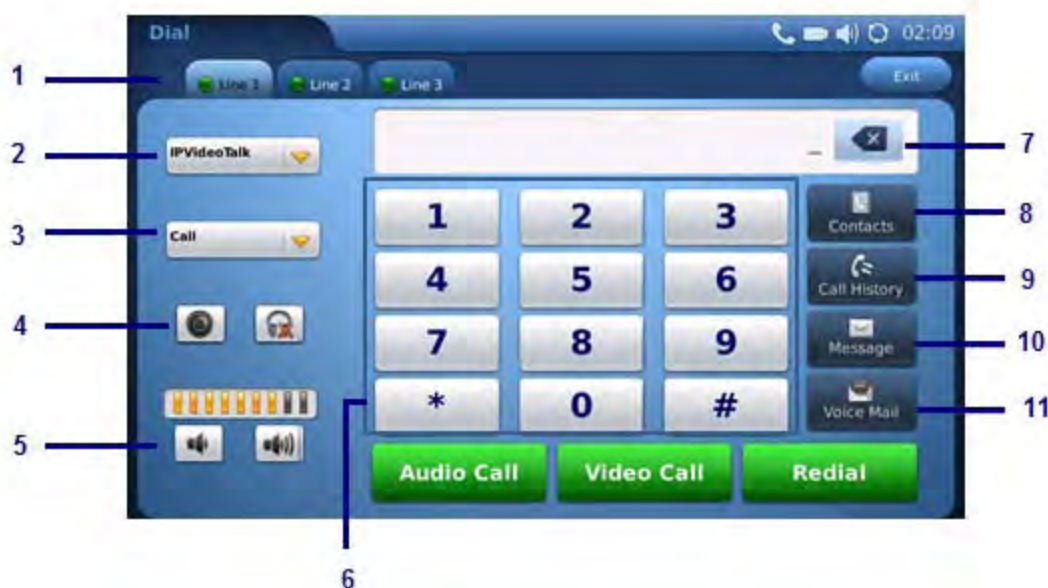 Dial 02:09
1 Line Line 2 Line 3 Exit
2 IPVideoTalk _ 7
1 2 3 Contacts 8
3 Call
4 5 6 Call History 9
4 7 8 9 Message 10
6 * 0 # Voice Mail 11
5
Audio Call Video Call Redial
6